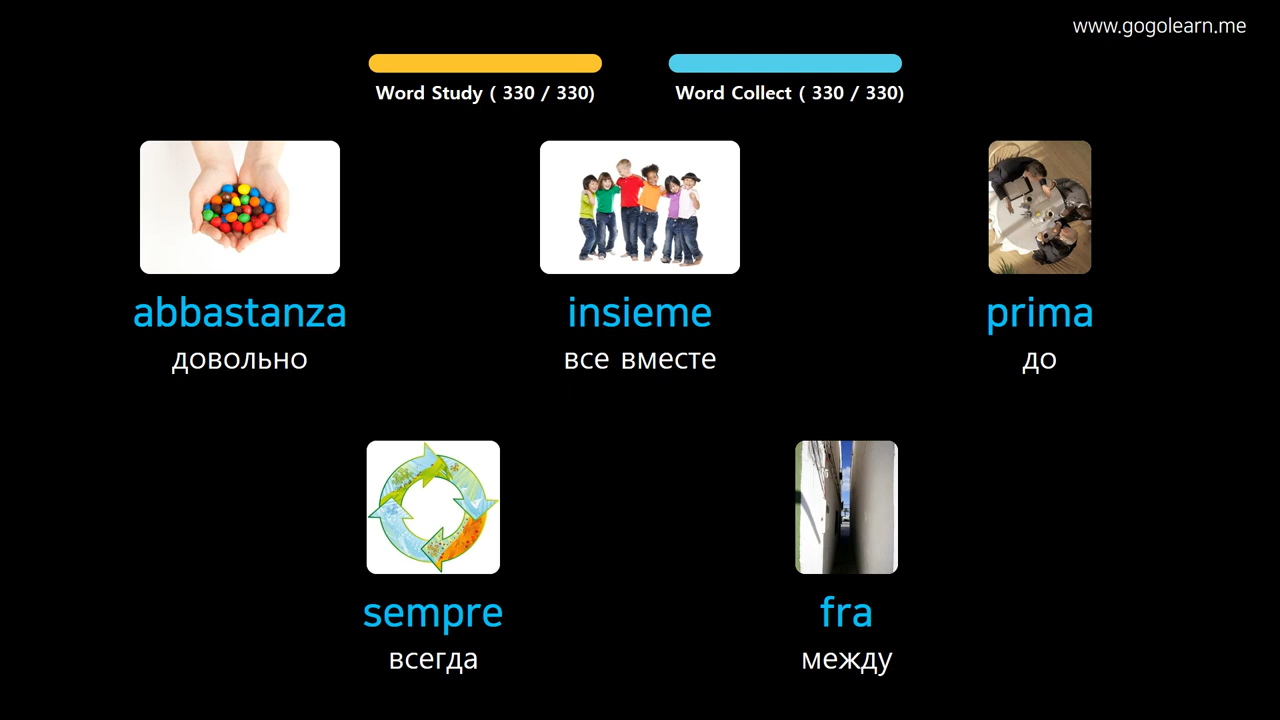 www.gogolearn.me
Word Study ( 330 / 330)
Word Collect ( 330 / 330)
abbastanza
довольно
insieme
все вместе
prima
до
sempre
всегда
fra
между